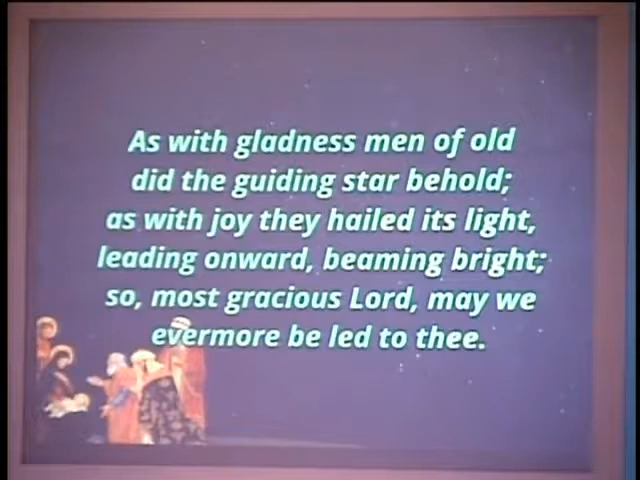 As with gladness men of old
did the guiding star behold;
as with joy they hailed its light,
leading onward, beaming bright;
so, most gracious Lord, may we
evermore be led to thee.